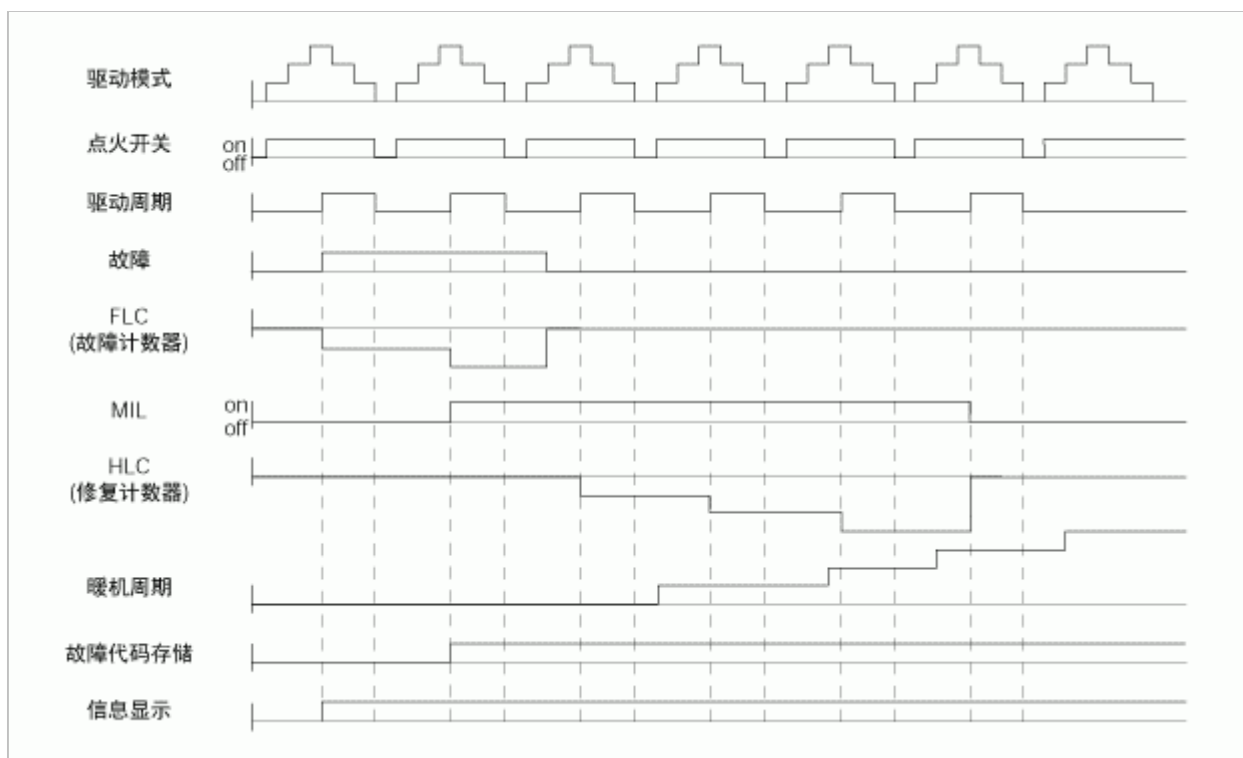 驱动模式
点火开关
on
off
驱动周期
故障
FLC
(故障计数器)
MIL
on
off
HLC
(修复计数器)
暖机周期
故障代码存储
信息显示